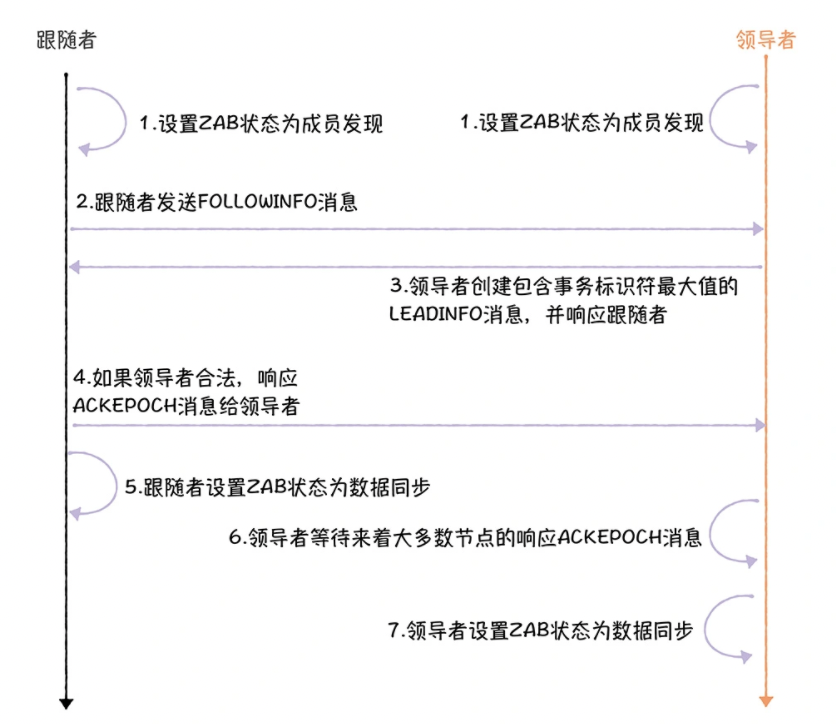 跟随者
领导者
1.设置ZAB状态为成员发现
1.设置ZAB状态为成员发现
2.跟随者发送FOLLOWINFO消息
3.领导者创建包含事务标识符最大值的
LEADINFO消息，并响应跟随者
4.如果领导者合法，响应
ACKEPOCH消息给领导者
5.跟随者设置ZAB状态为数据同步
6.领导者等待来着大多数节点的响应ACKEPOCH消息
7.领导者设置ZAB状态为数据同步